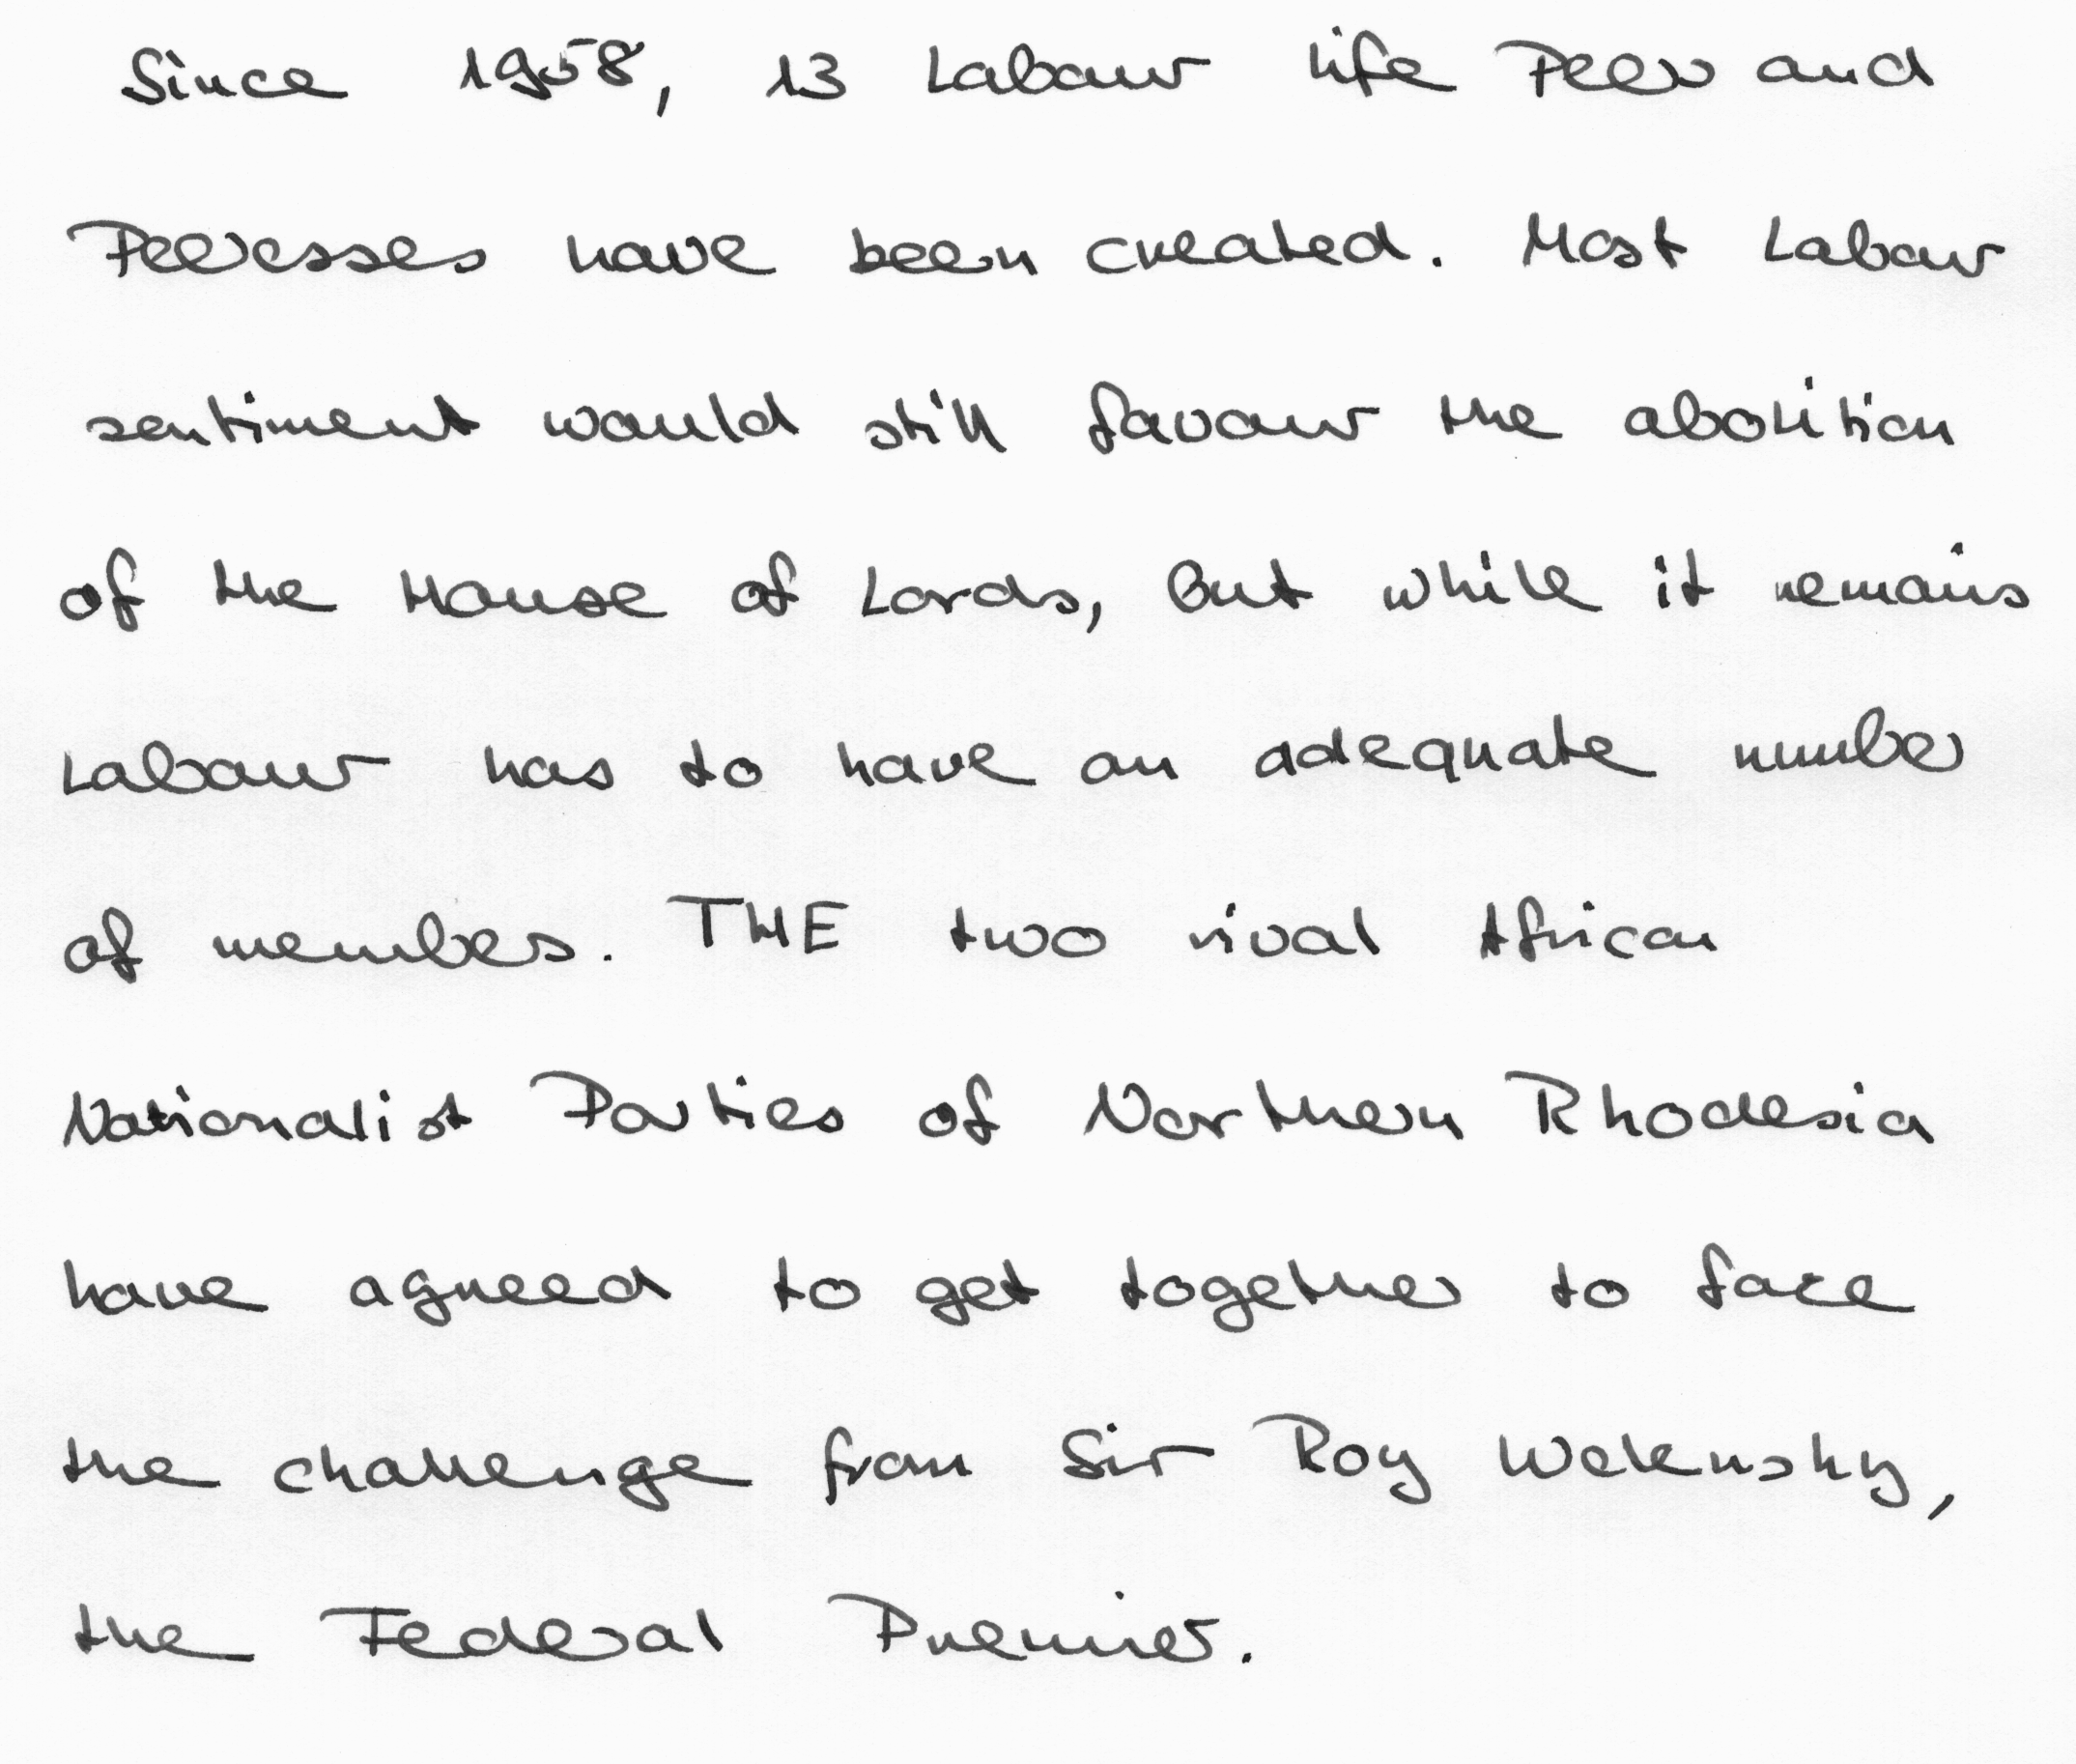 Since 1958, 13 Labour life Peers and
Peeresses have been created. Most Labour
sentiment would still favour the abolition
of the House of Lords, but while it remains
Labour has to have an adequate number
of members. THE two rival African
Nationalist Parties of Northern Rhodesia
have agreed to get together to face
the challenge from Sir Roy Welensky,
the Federal Premier.